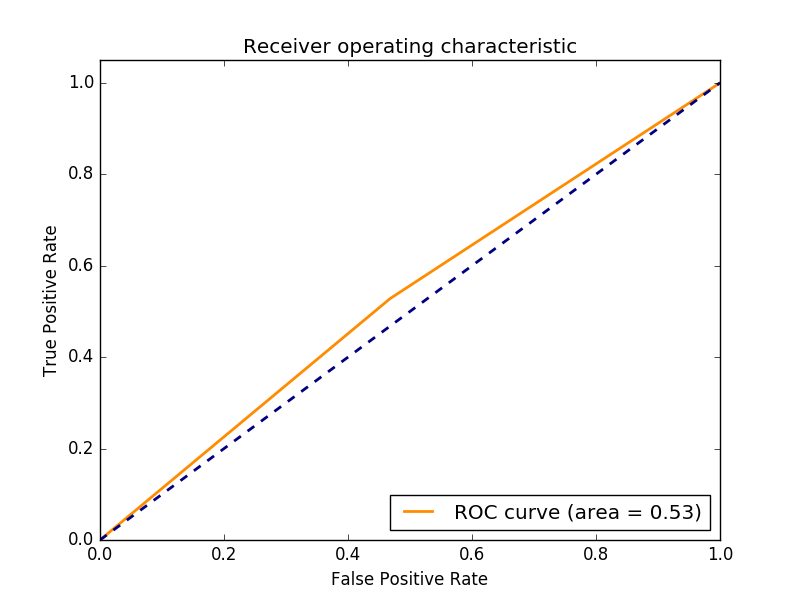 Receiver operating characteristic
True Positive Rate
1.0
0.8
0.6
0.4
0.2
0.0
ROC curve (area = 0.53)
0.0 0.2 0.4 0.6 0.8 1.0
False Positive Rate